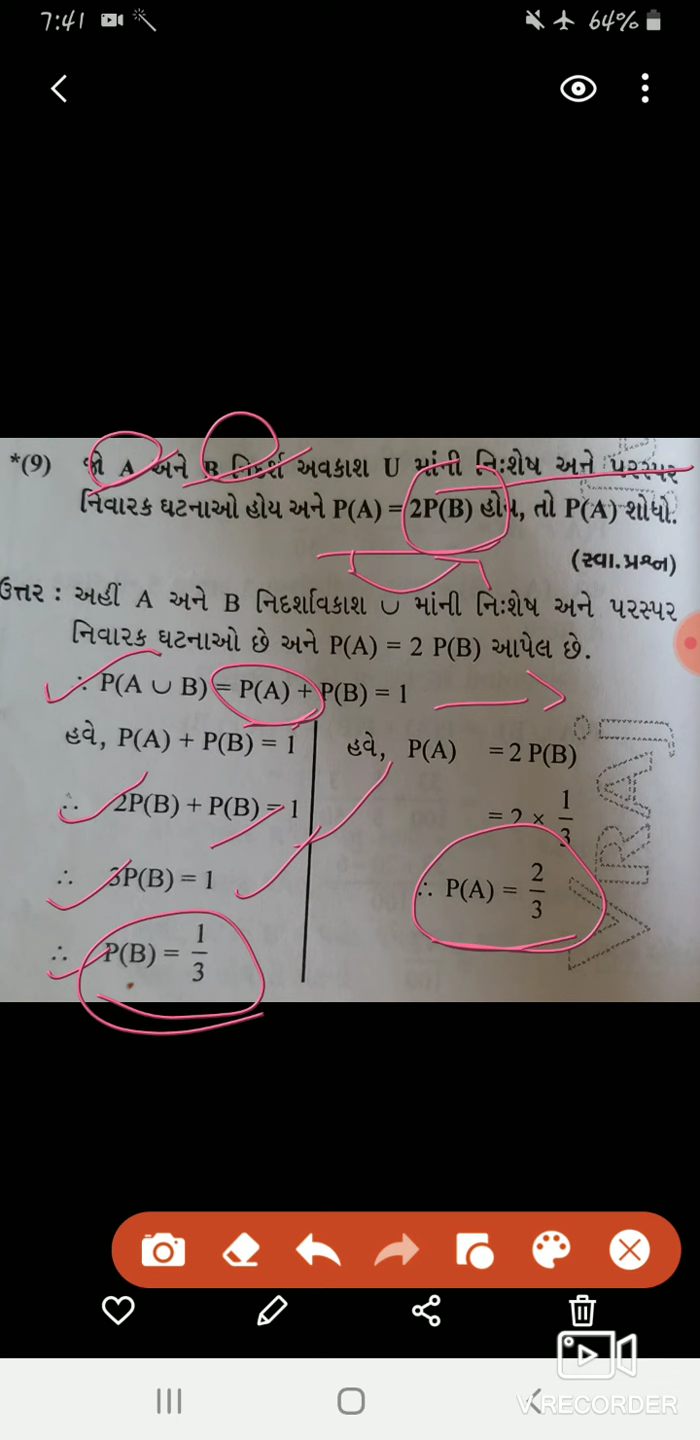 7:41 64%
*(9) જો A અને B નિદર્શ અવકાશ U માંની નિઃશેષ અને પરસ્પર
નિવારક ઘટનાઓ હોય અને P(A) = 2P(B) હોય, તો P(A) શોધો.
(સ્વા.પ્રશ્ન)
ઉત્તર : અહીં A અને B નિદર્શાવકાશ ∪ માંની નિઃશેષ અને પરસ્પર
નિવારક ઘટનાઓ છે અને P(A) = 2 P(B) આપેલ છે.
∴ P(A ∪ B) = P(A) + P(B) = 1
હવે, P(A) + P(B) = 1
∴ 2P(B) + P(B) = 1
∴ 3P(B) = 1
∴ P(B) = 1/3
હવે, P(A) = 2 P(B)
= 2 × 1/3
∴ P(A) = 2/3
VIRAJ
V RECORDER